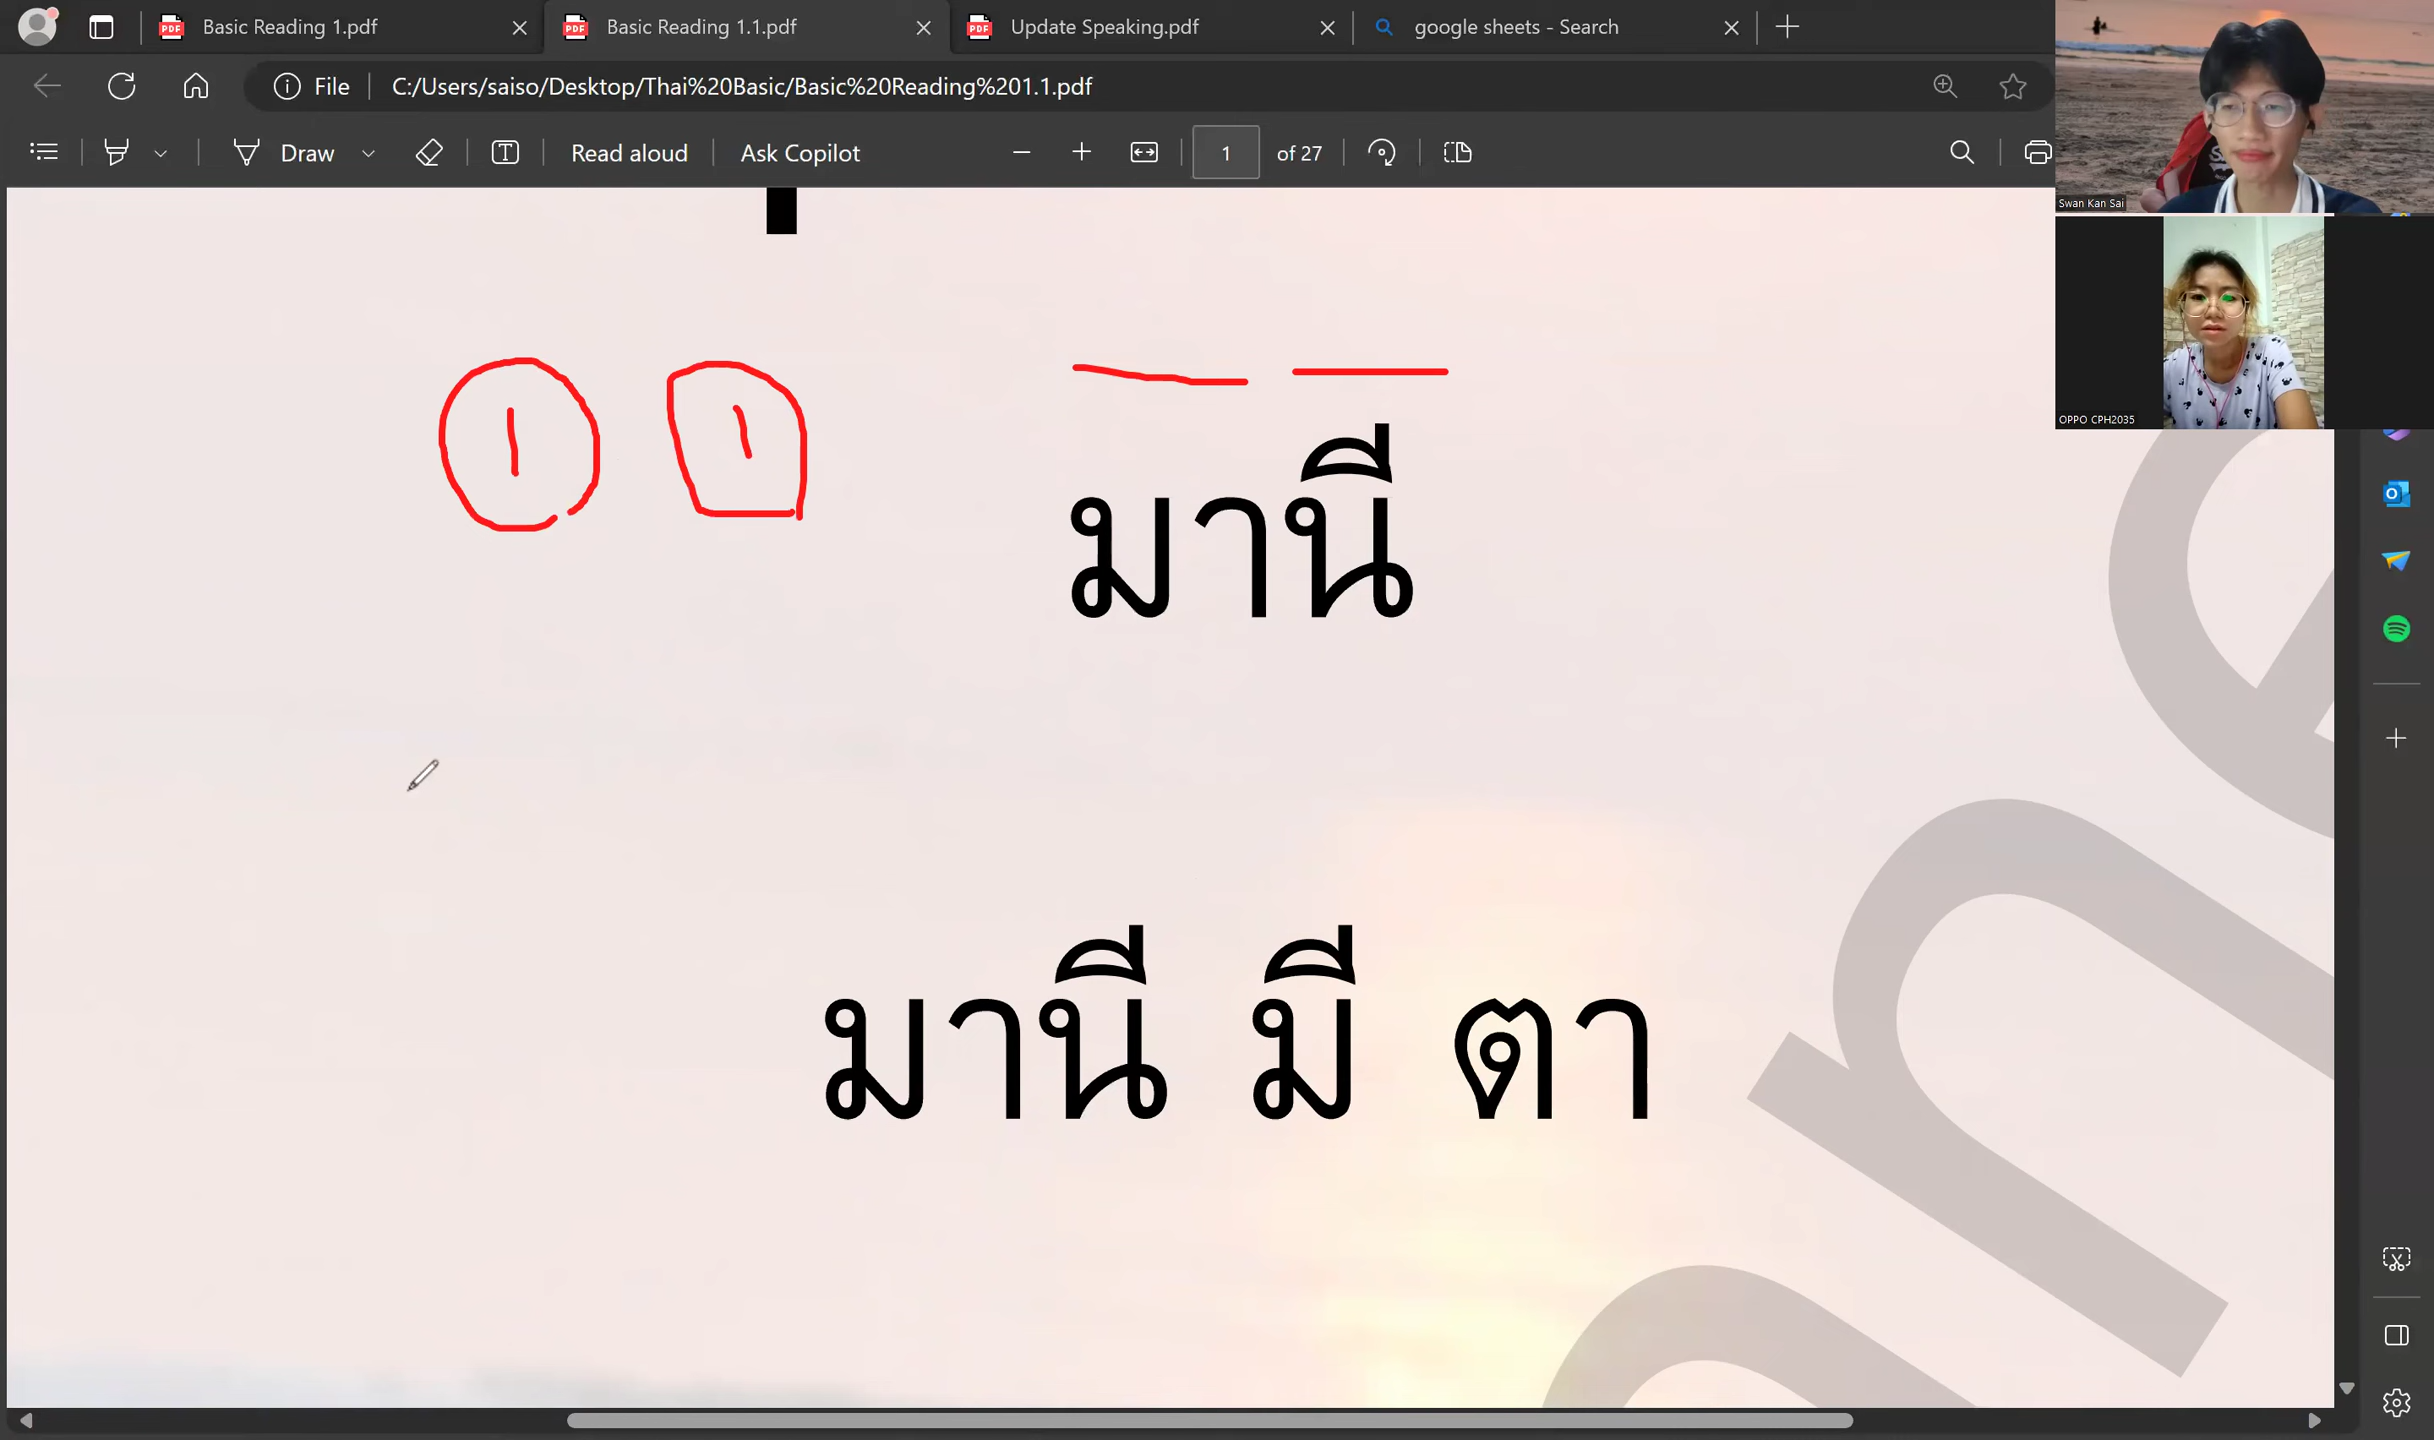 Basic Reading 1.pdf
Basic Reading 1.1.pdf
Update Speaking.pdf
google sheets - Search
File
C:/Users/saiso/Desktop/Thai%20Basic/Basic%20Reading%201.1.pdf
Draw
Read aloud
Ask Copilot
1 of 27
Swan Kan Sai
OPPO CPH2035
มานี
มานี มี ตา